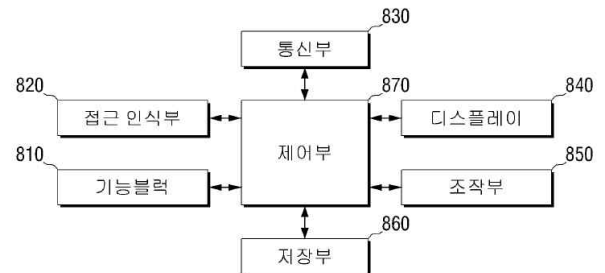 830
통신부
820
870
840
접근 인식부
제어부
디스플레이
810
850
기능블럭
조작부
860
저장부